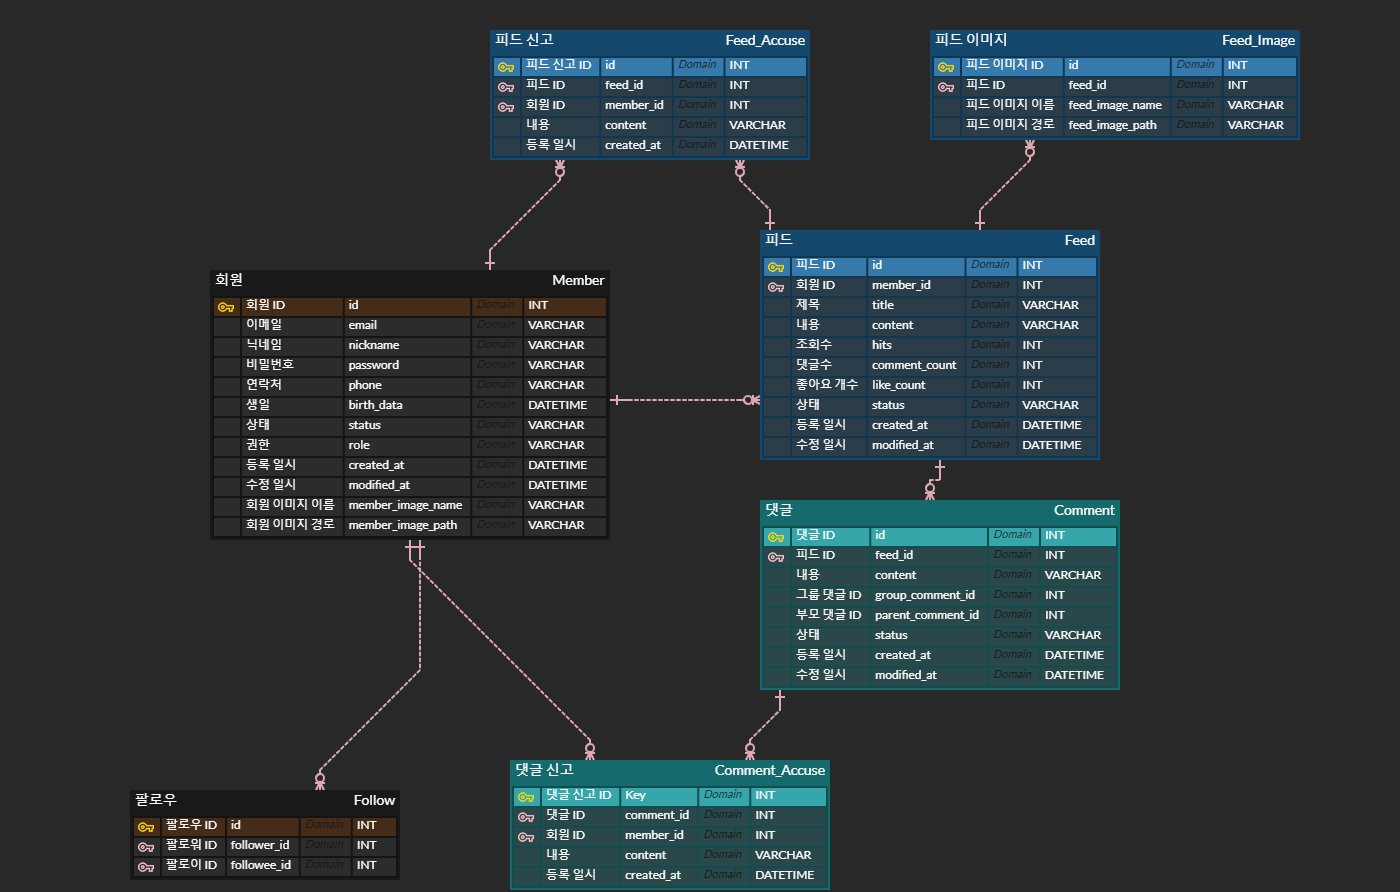 피드 신고 Feed_Accuse
피드 신고 ID id Domain INT
피드 ID feed_id Domain INT
회원 ID member_id Domain INT
내용 content Domain VARCHAR
등록 일시 created_at Domain DATETIME
피드 이미지 Feed_Image
피드 이미지 ID id Domain INT
피드 ID feed_id Domain INT
피드 이미지 이름 feed_image_name Domain VARCHAR
피드 이미지 경로 feed_image_path Domain VARCHAR
회원 Member
회원 ID id Domain INT
이메일 email Domain VARCHAR
닉네임 nickname Domain VARCHAR
비밀번호 password Domain VARCHAR
연락처 phone Domain VARCHAR
생일 birth_data Domain DATETIME
상태 status Domain VARCHAR
권한 role Domain VARCHAR
등록 일시 created_at Domain DATETIME
수정 일시 modified_at Domain DATETIME
회원 이미지 이름 member_image_name Domain VARCHAR
회원 이미지 경로 member_image_path Domain VARCHAR
피드 Feed
피드 ID id Domain INT
회원 ID member_id Domain INT
제목 title Domain VARCHAR
내용 content Domain VARCHAR
조회수 hits Domain INT
댓글수 comment_count Domain INT
좋아요 개수 like_count Domain INT
상태 status Domain VARCHAR
등록 일시 created_at Domain DATETIME
수정 일시 modified_at Domain DATETIME
댓글 Comment
댓글 ID id Domain INT
피드 ID feed_id Domain INT
내용 content Domain VARCHAR
그룹 댓글 ID group_comment_id Domain INT
부모 댓글 ID parent_comment_id Domain INT
상태 status Domain VARCHAR
등록 일시 created_at Domain DATETIME
수정 일시 modified_at Domain DATETIME
팔로우 Follow
팔로우 ID id Domain INT
팔로워 ID follower_id Domain INT
팔로이 ID followee_id Domain INT
댓글 신고 Comment_Accuse
댓글 신고 ID Key Domain INT
댓글 ID comment_id Domain INT
회원 ID member_id Domain INT
내용 content Domain VARCHAR
등록 일시 created_at Domain DATETIME